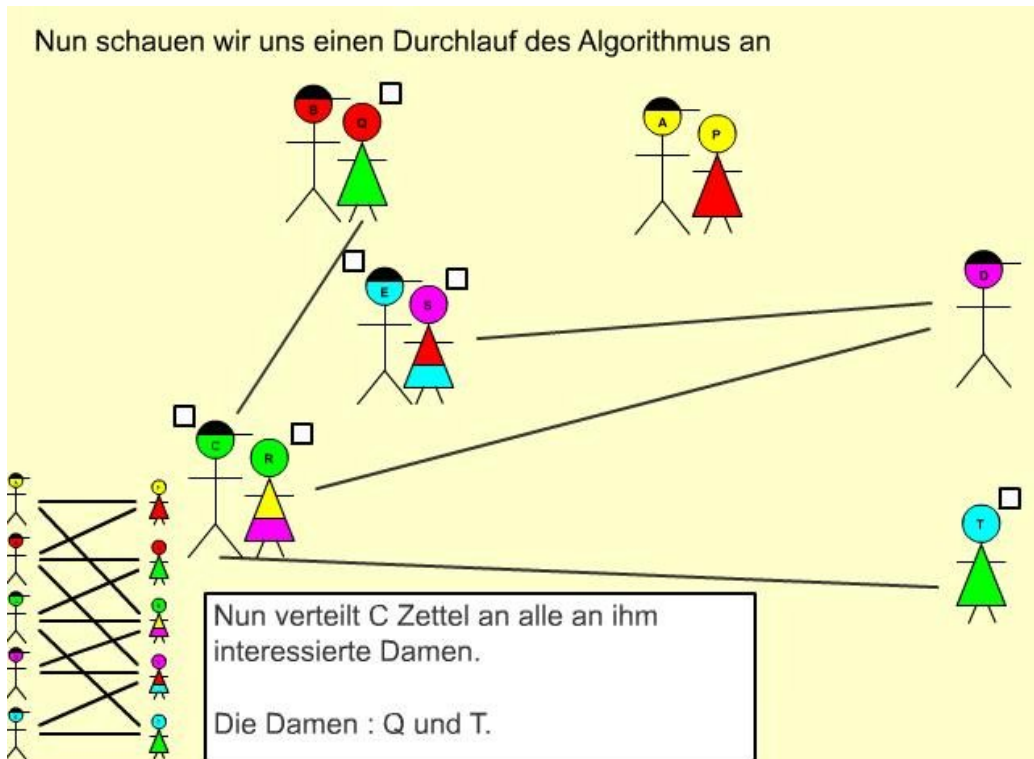 Nun schauen wir uns einen Durchlauf des Algorithmus an
B Q
A P
E S
D
C R
T
Nun verteilt C Zettel an alle an ihm
interessierte Damen.
Die Damen : Q und T.